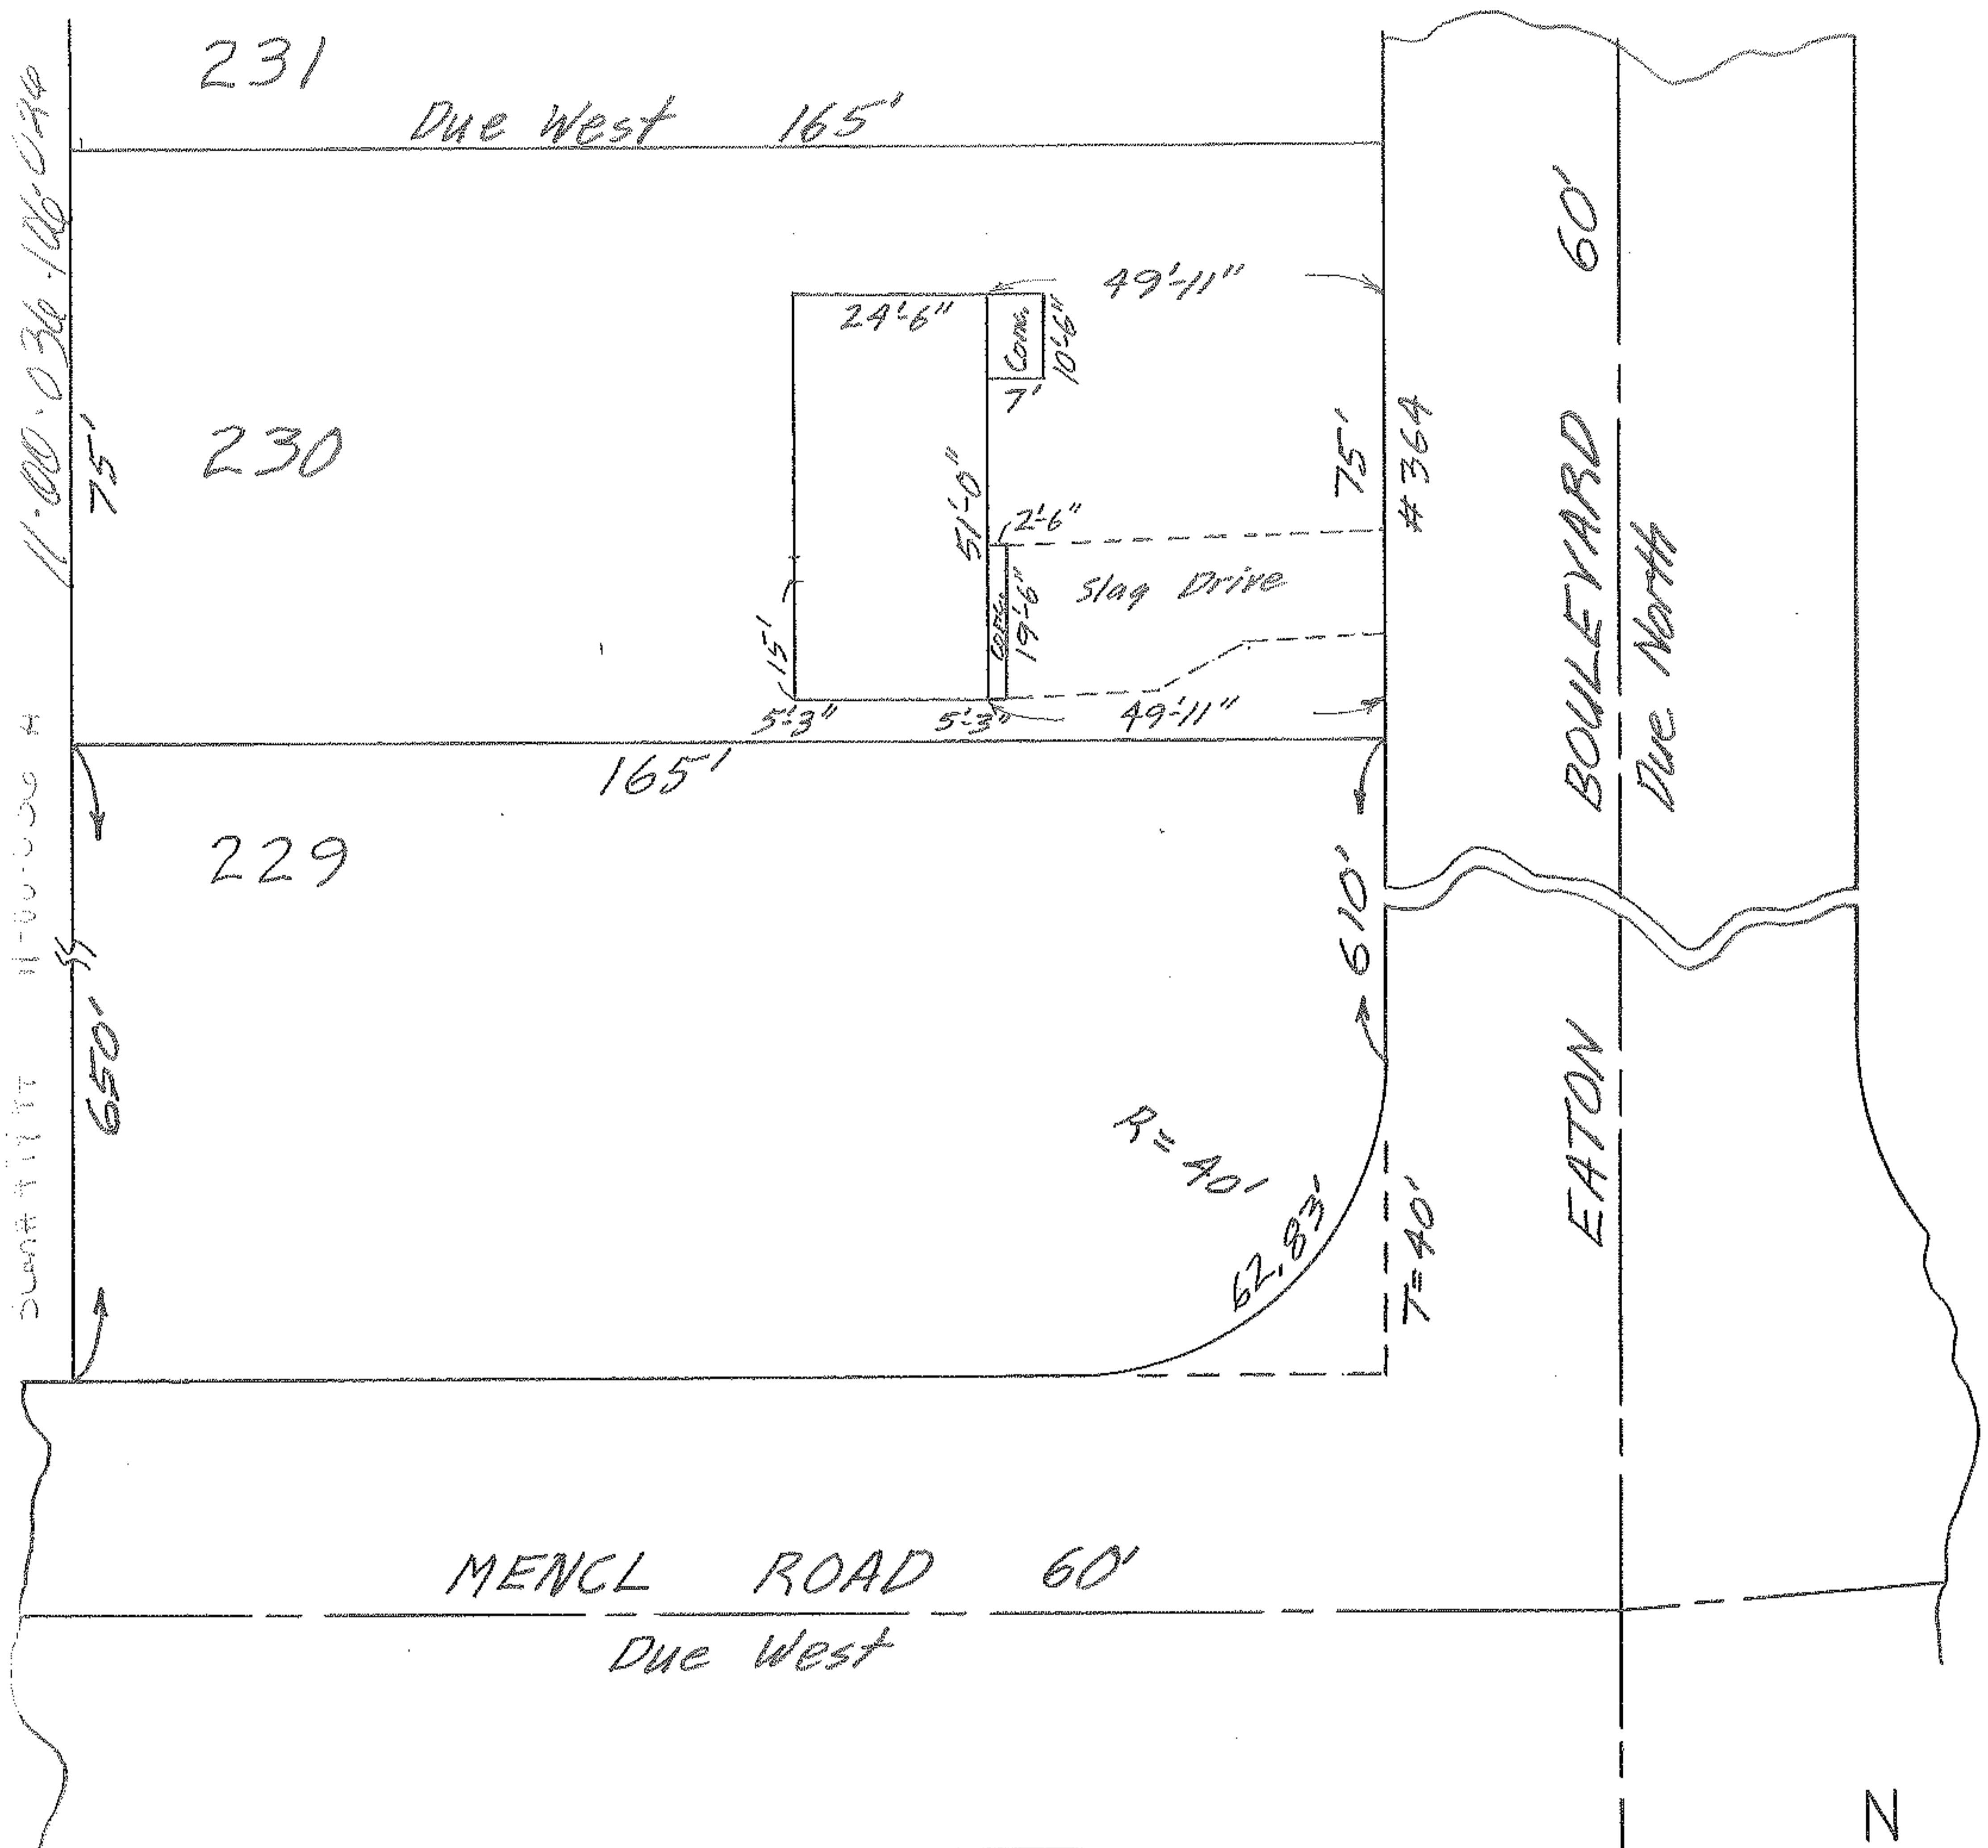 231
Due West 165'
60'
49'-11"
24'-6"
Conc.
10'-6"
7'
75'
230
51'-0"
75'
#364
2'-6"
Slag Drive
19'-6"
Conc.
15'
5'-3"
5'-3"
49'-11"
165'
BOULEVARD
Due North
229
610'
650'
EATON
R=40'
62.83'
T=40'
MENCL ROAD 60'
Due West
N